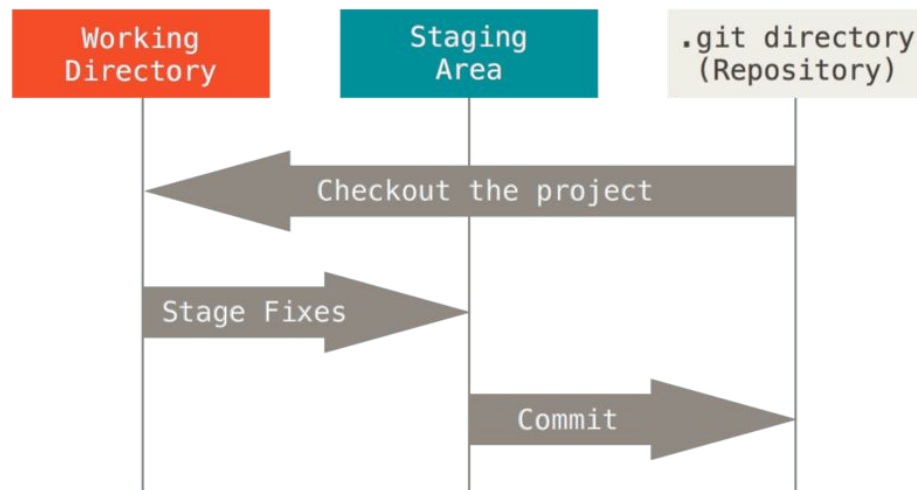 Working
Directory
Staging
Area
.git directory
(Repository)
Checkout the project
Stage Fixes
Commit